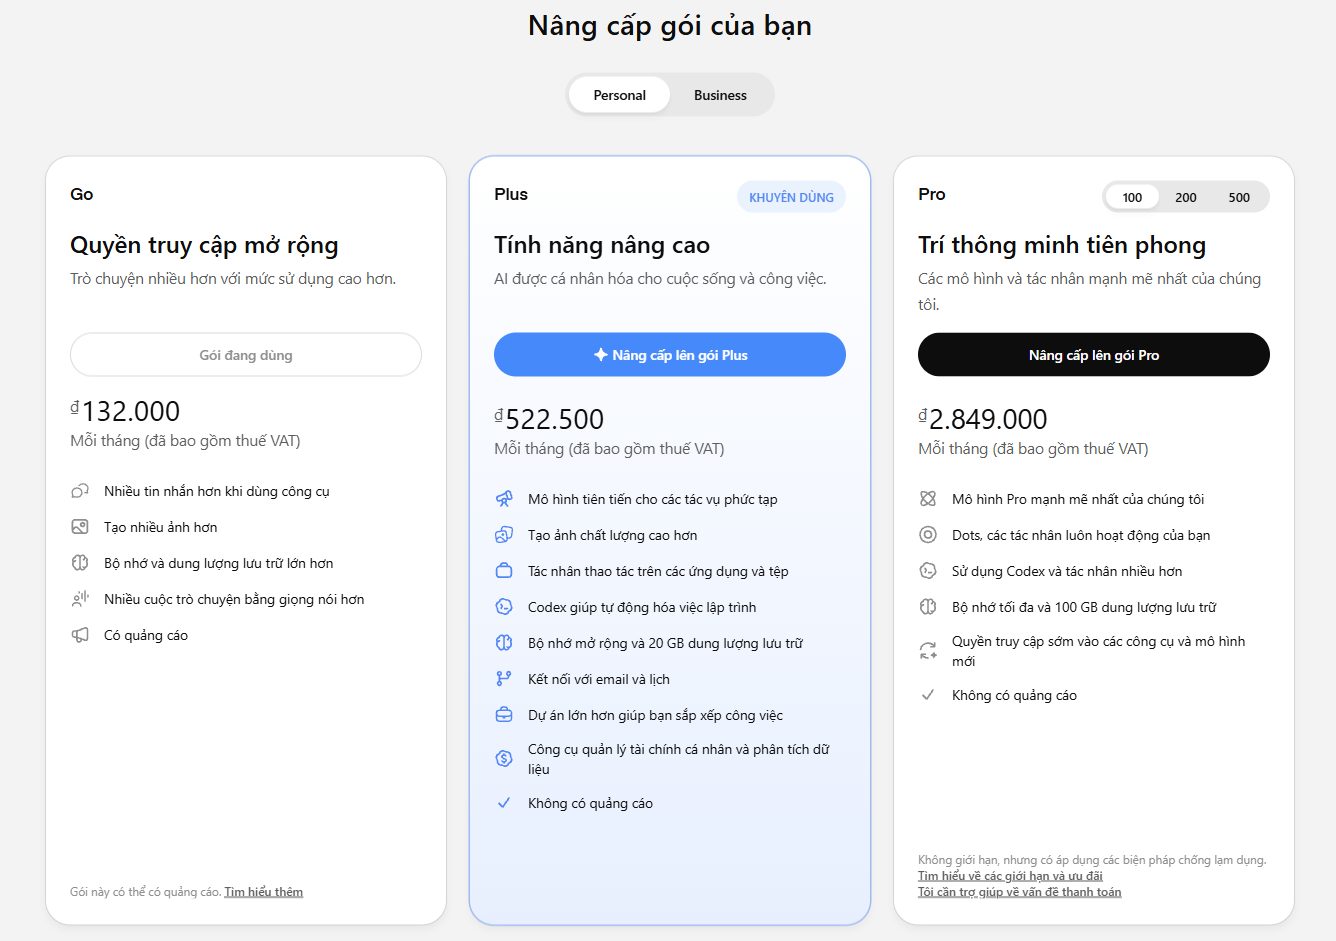 Nâng cấp gói của bạn
Personal
Business
Go
Quyền truy cập mở rộng
Trò chuyện nhiều hơn với mức sử dụng cao hơn.
Gói đang dùng
₫132.000
Mỗi tháng (đã bao gồm thuế VAT)
Nhiều tin nhắn hơn khi dùng công cụ
Tạo nhiều ảnh hơn
Bộ nhớ và dung lượng lưu trữ lớn hơn
Nhiều cuộc trò chuyện bằng giọng nói hơn
Có quảng cáo
Gói này có thể có quảng cáo. Tìm hiểu thêm
Plus
KHUYÊN DÙNG
Tính năng nâng cao
AI được cá nhân hóa cho cuộc sống và công việc.
Nâng cấp lên gói Plus
₫522.500
Mỗi tháng (đã bao gồm thuế VAT)
Mô hình tiên tiến cho các tác vụ phức tạp
Tạo ảnh chất lượng cao hơn
Tác nhân thao tác trên các ứng dụng và tệp
Codex giúp tự động hóa việc lập trình
Bộ nhớ mở rộng và 20 GB dung lượng lưu trữ
Kết nối với email và lịch
Dự án lớn hơn giúp bạn sắp xếp công việc
Công cụ quản lý tài chính cá nhân và phân tích dữ
liệu
Không có quảng cáo
Pro
100
200
500
Trí thông minh tiên phong
Các mô hình và tác nhân mạnh mẽ nhất của chúng
tôi.
Nâng cấp lên gói Pro
₫2.849.000
Mỗi tháng (đã bao gồm thuế VAT)
Mô hình Pro mạnh mẽ nhất của chúng tôi
Dots, các tác nhân luôn hoạt động của bạn
Sử dụng Codex và tác nhân nhiều hơn
Bộ nhớ tối đa và 100 GB dung lượng lưu trữ
Quyền truy cập sớm vào các công cụ và mô hình
mới
Không có quảng cáo
Không giới hạn, nhưng có áp dụng các biện pháp chống lạm dụng.
Tìm hiểu về các giới hạn và ưu đãi
Tôi cần trợ giúp về vấn đề thanh toán